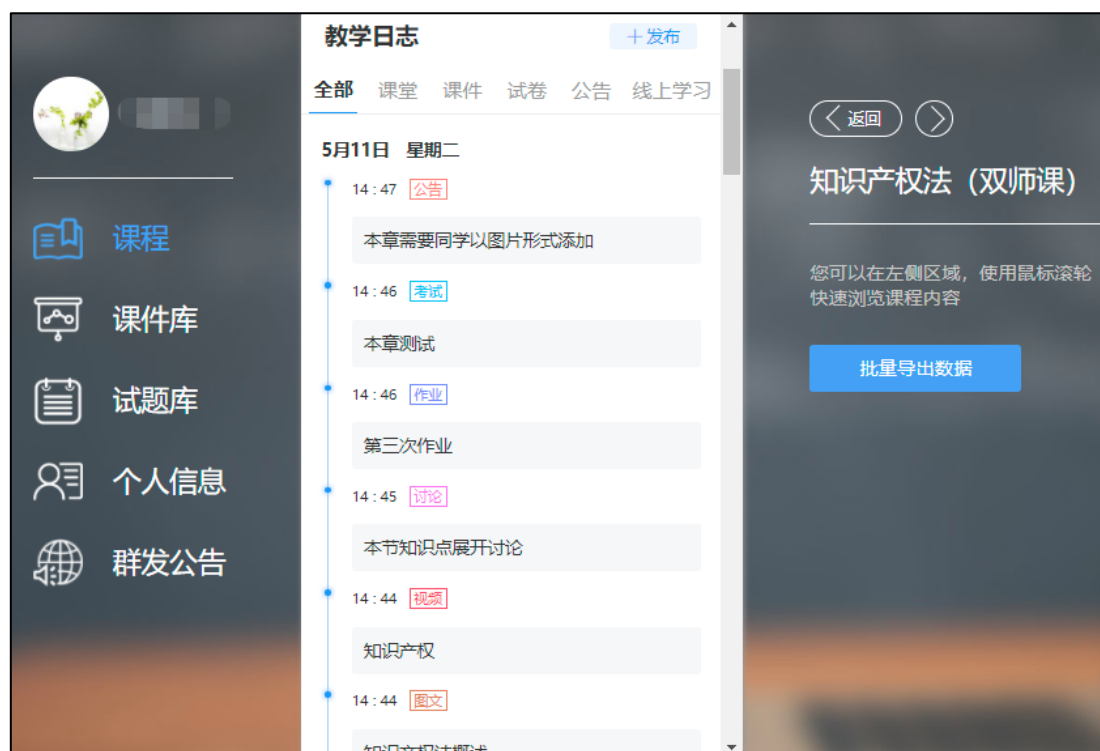 课程
课件库
试题库
个人信息
群发公告
教学日志
＋发布
全部 课堂 课件 试卷 公告 线上学习
5月11日 星期二
14 : 47 公告
本章需要同学以图片形式添加
14 : 46 考试
本章测试
14 : 46 作业
第三次作业
14 : 45 讨论
本节知识点展开讨论
14 : 44 视频
知识产权
14 : 44 图文
知识产权法概述
返回
知识产权法（双师课）
您可以在左侧区域，使用鼠标滚轮
快速浏览课程内容
批量导出数据